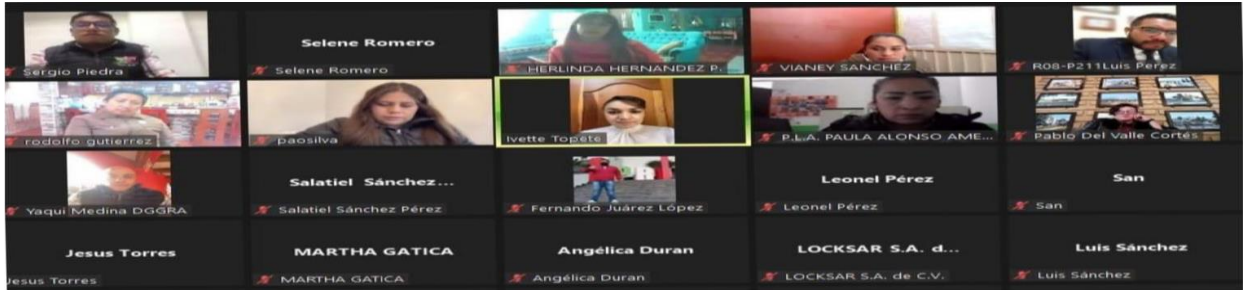 Selene Romero
Sergio Piedra
Selene Romero
HERLINDA HERNANDEZ P...
VIANEY SANCHEZ
R08-P211Luis Perez
rodolfo gutierrez
paosilva
Ivette Topete
P.L.A. PAULA ALONSO AME...
Pablo Del Valle Cortés
Salatiel Sánchez...
Leonel Pérez
San
Yaqui Medina DGGRA
Salatiel Sánchez Pérez
Fernando Juárez López
Leonel Pérez
San
Jesus Torres
MARTHA GATICA
Angélica Duran
LOCKSAR S.A. d...
Luis Sánchez
Jesus Torres
MARTHA GATICA
Angélica Duran
LOCKSAR S.A. de C.V.
Luis Sánchez